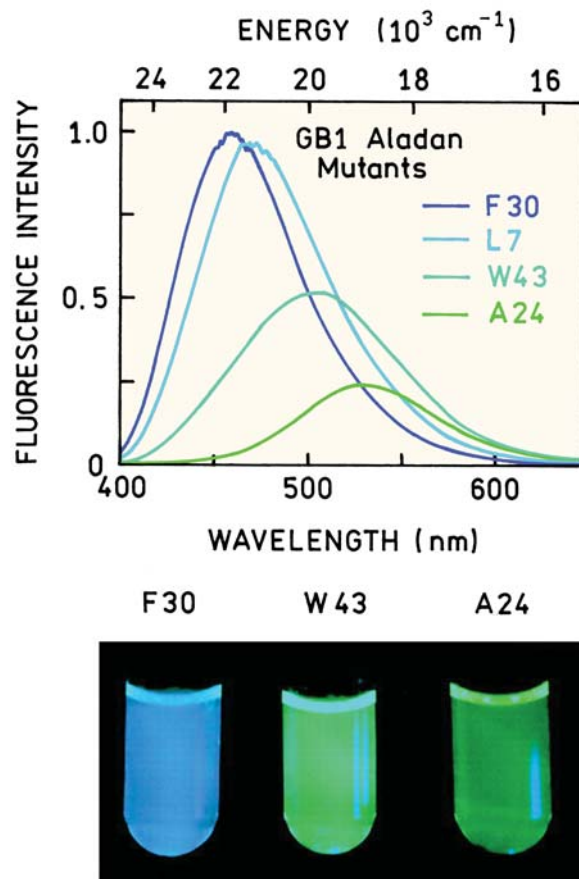 ENERGY (10³ cm⁻¹)
24 22 20 18 16
GB1 Aladan
Mutants
F30
L7
W43
A24
FLUORESCENCE INTENSITY
1.0
0.5
0
400 500 600
WAVELENGTH (nm)
F30 W43 A24